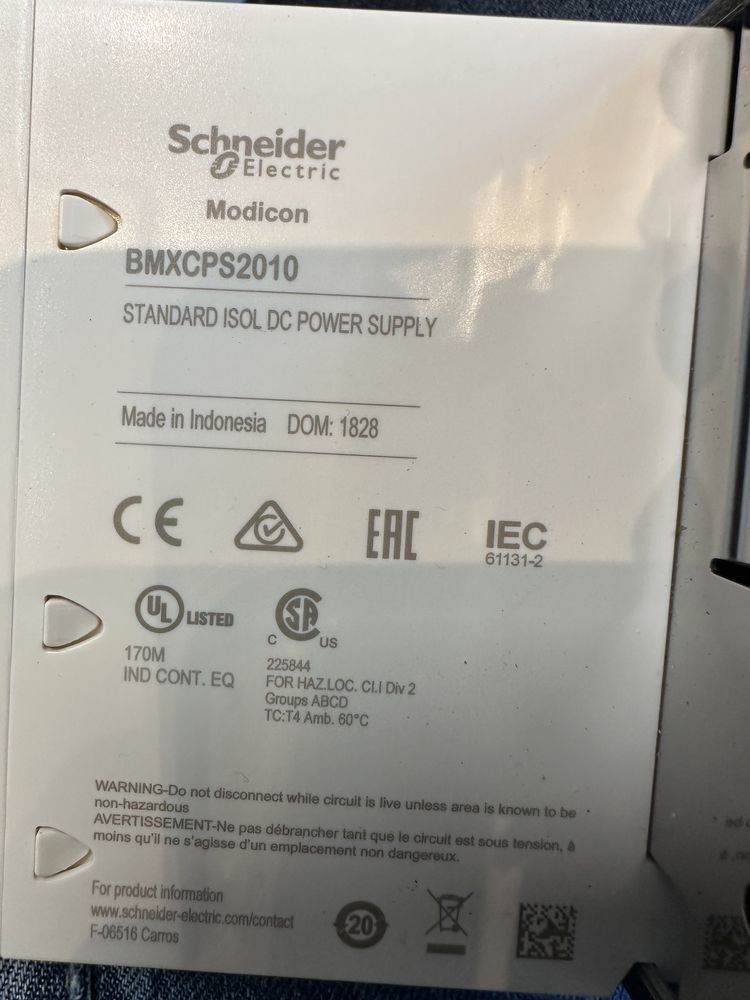 Schneider
Electric
Modicon
BMXCPS2010
STANDARD ISOL DC POWER SUPPLY
Made in Indonesia DOM: 1828
CE
EAC
IEC
61131-2
UL LISTED
170M
IND CONT. EQ
SA
C US
225844
FOR HAZ.LOC. Cl.I Div 2
Groups ABCD
TC:T4 Amb. 60°C
WARNING-Do not disconnect while circuit is live unless area is known to be
non-hazardous
AVERTISSEMENT-Ne pas débrancher tant que le circuit est sous tension, à
moins qu'il ne s'agisse d'un emplacement non dangereux.
For product information
www.schneider-electric.com/contact
F-06516 Carros
20